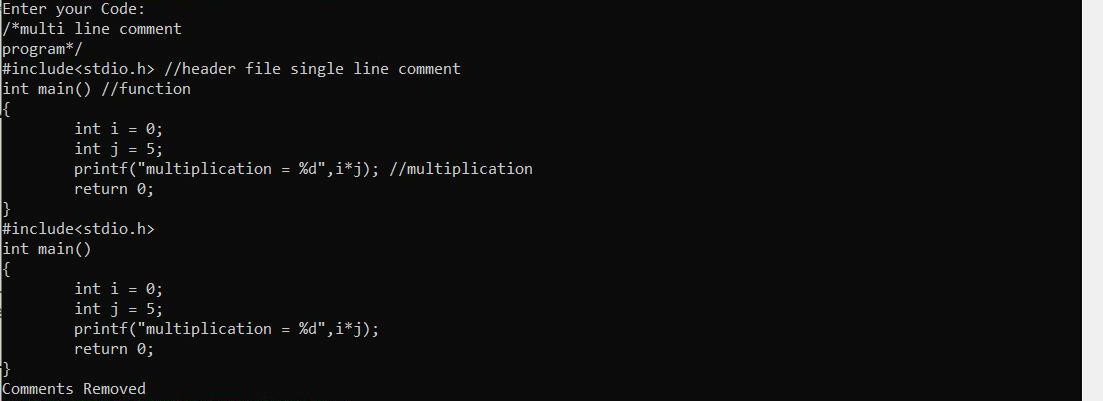 Enter your Code:
/*multi line comment
program*/
#include<stdio.h> //header file single line comment
int main() //function
{
        int i = 0;
        int j = 5;
        printf("multiplication = %d",i*j); //multiplication
        return 0;
}
#include<stdio.h>
int main()
{
        int i = 0;
        int j = 5;
        printf("multiplication = %d",i*j);
        return 0;
}
Comments Removed